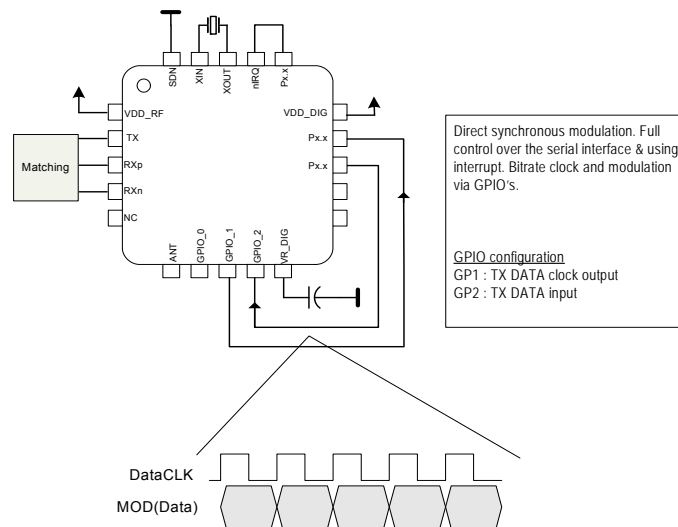 SDN
XIN
XOUT
nIRQ
Px.x
VDD_RF
VDD_DIG
TX
Px.x
Matching
RXp
Px.x
RXn
NC
ANT
GPIO_0
GPIO_1
GPIO_2
VR_DIG
Direct synchronous modulation. Full
control over the serial interface & using
interrupt. Bitrate clock and modulation
via GPIO's.
GPIO configuration
GP1 : TX DATA clock output
GP2 : TX DATA input
DataCLK
MOD(Data)